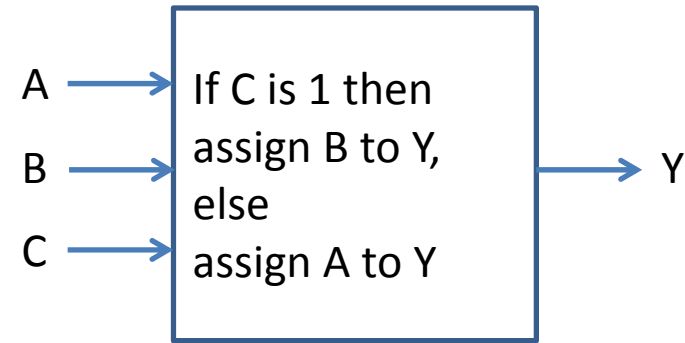 A
B
C
If C is 1 then
assign B to Y,
else
assign A to Y
Y